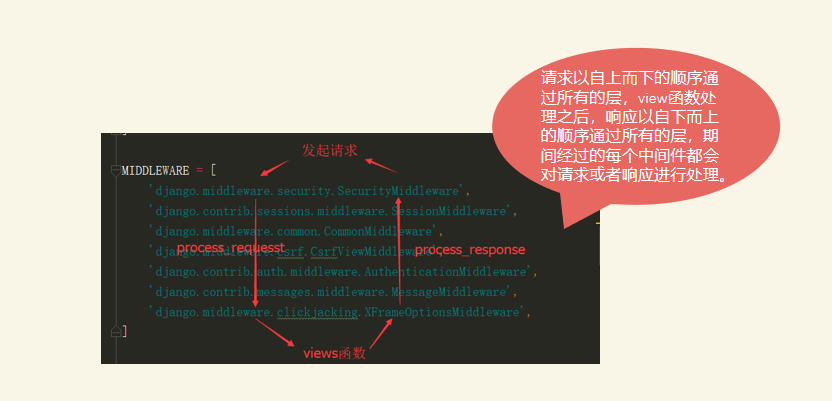 请求以自上而下的顺序通
过所有的层，view函数处
理之后，响应以自下而上
的顺序通过所有的层，期
间经过的每个中间件都会
对请求或者响应进行处理。
发起请求
MIDDLEWARE = [
'django.middleware.security.SecurityMiddleware',
'django.contrib.sessions.middleware.SessionMiddleware',
'django.middleware.common.CommonMiddleware',
'django.middleware.csrf.CsrfViewMiddleware',
process_requesst
process_response
'django.contrib.auth.middleware.AuthenticationMiddleware',
'django.contrib.messages.middleware.MessageMiddleware',
'django.middleware.clickjacking.XFrameOptionsMiddleware',
]
views函数